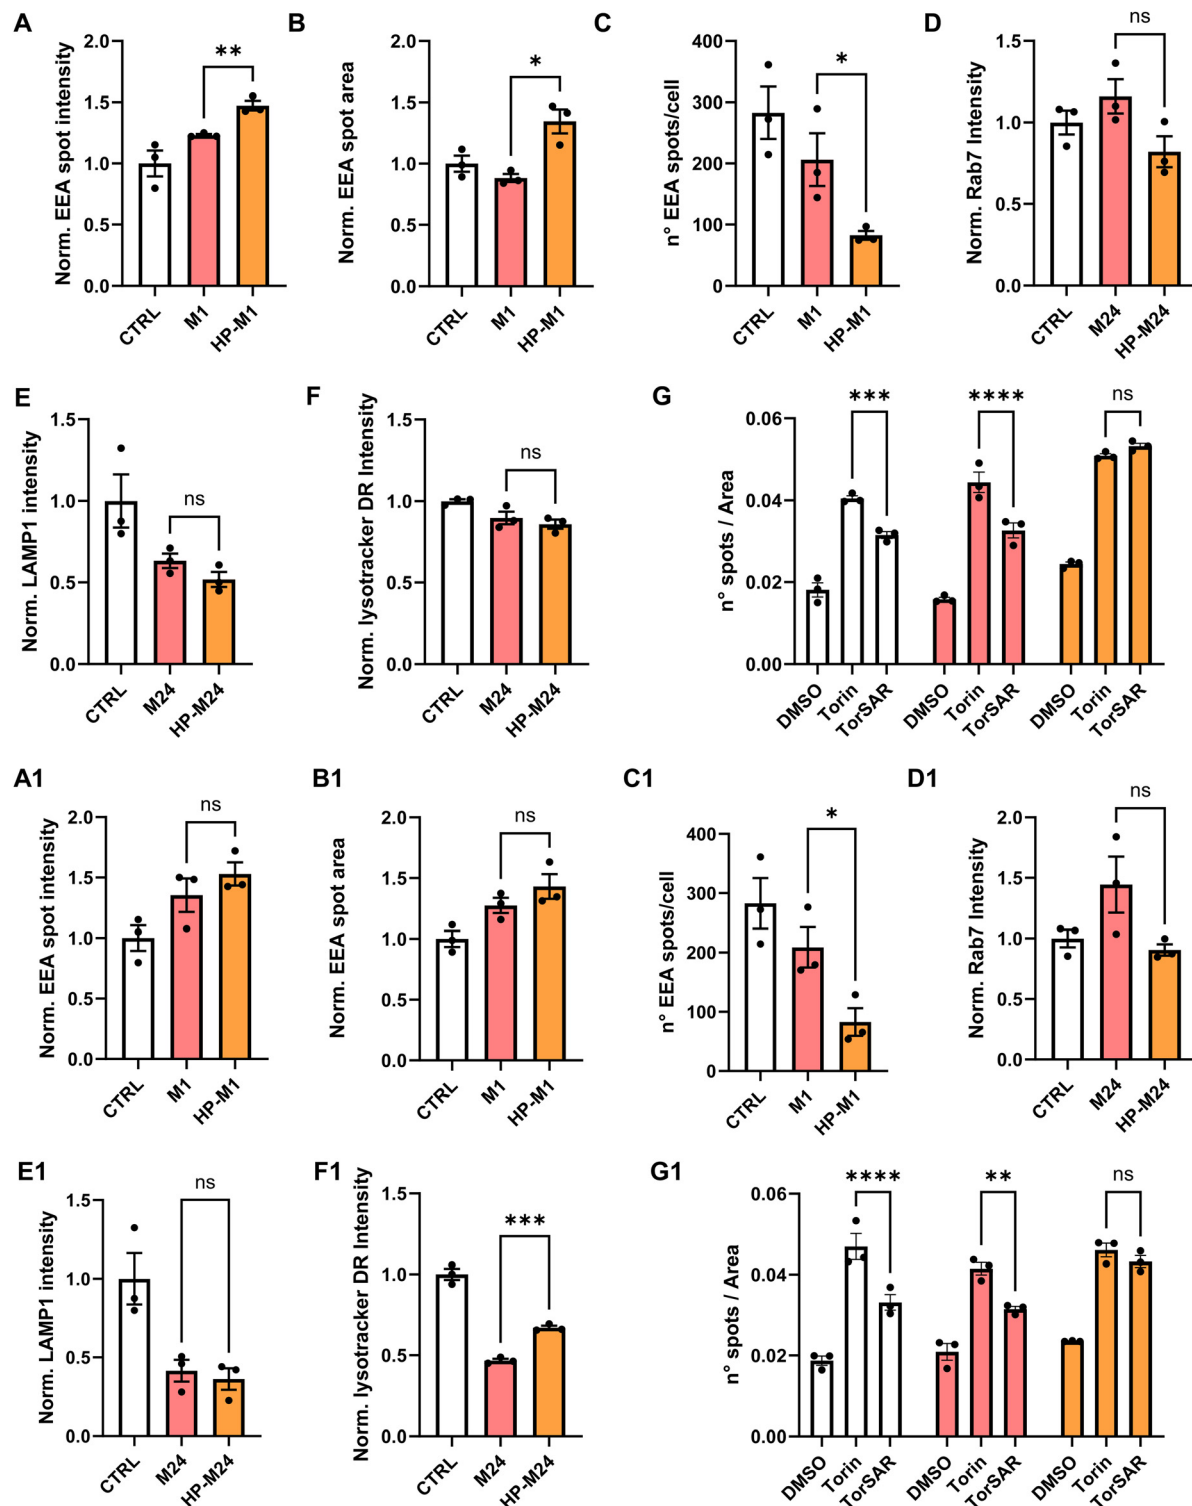 A
Norm. EEA spot intensity
2.0
1.5
1.0
0.5
0.0
**
CTRL
M1
HP-M1
B
Norm. EEA spot area
2.0
1.5
1.0
0.5
0.0
*
CTRL
M1
HP-M1
C
n° EEA spots/cell
400
300
200
100
0
*
CTRL
M1
HP-M1
D
Norm. Rab7 Intensity
1.5
1.0
0.5
0.0
ns
CTRL
M24
HP-M24
E
Norm. LAMP1 intensity
1.5
1.0
0.5
0.0
ns
CTRL
M24
HP-M24
F
Norm. lysotracker DR Intensity
1.5
1.0
0.5
0.0
ns
CTRL
M24
HP-M24
G
n° spots / Area
0.06
0.04
0.02
0.00
***
****
ns
DMSO
Torin
TorSAR
DMSO
Torin
TorSAR
DMSO
Torin
TorSAR
A1
Norm. EEA spot intensity
2.0
1.5
1.0
0.5
0.0
ns
CTRL
M1
HP-M1
B1
Norm. EEA spot area
2.0
1.5
1.0
0.5
0.0
ns
CTRL
M1
HP-M1
C1
n° EEA spots/cell
400
300
200
100
0
*
CTRL
M1
HP-M1
D1
Norm. Rab7 Intensity
2.0
1.5
1.0
0.5
0.0
ns
CTRL
M24
HP-M24
E1
Norm. LAMP1 intensity
1.5
1.0
0.5
0.0
ns
CTRL
M24
HP-M24
F1
Norm. lysotracker DR Intensity
1.5
1.0
0.5
0.0
***
CTRL
M24
HP-M24
G1
n° spots / Area
0.06
0.04
0.02
0.00
****
**
ns
DMSO
Torin
TorSAR
DMSO
Torin
TorSAR
DMSO
Torin
TorSAR